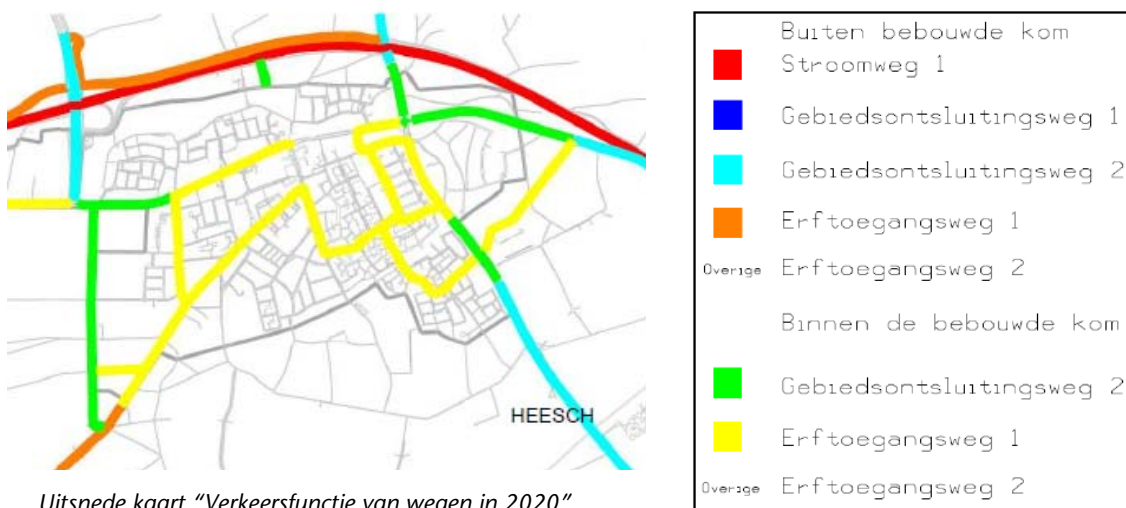 HEESCH
Uitsnede kaart "Verkeersfunctie van wegen in 2020"
Buiten bebouwde kom
Stroomweg 1
Gebiedsontsluitingsweg 1
Gebiedsontsluitingsweg 2
Erftoegangsweg 1
Overige Erftoegangsweg 2
Binnen de bebouwde kom
Gebiedsontsluitingsweg 2
Erftoegangsweg 1
Overige Erftoegangsweg 2